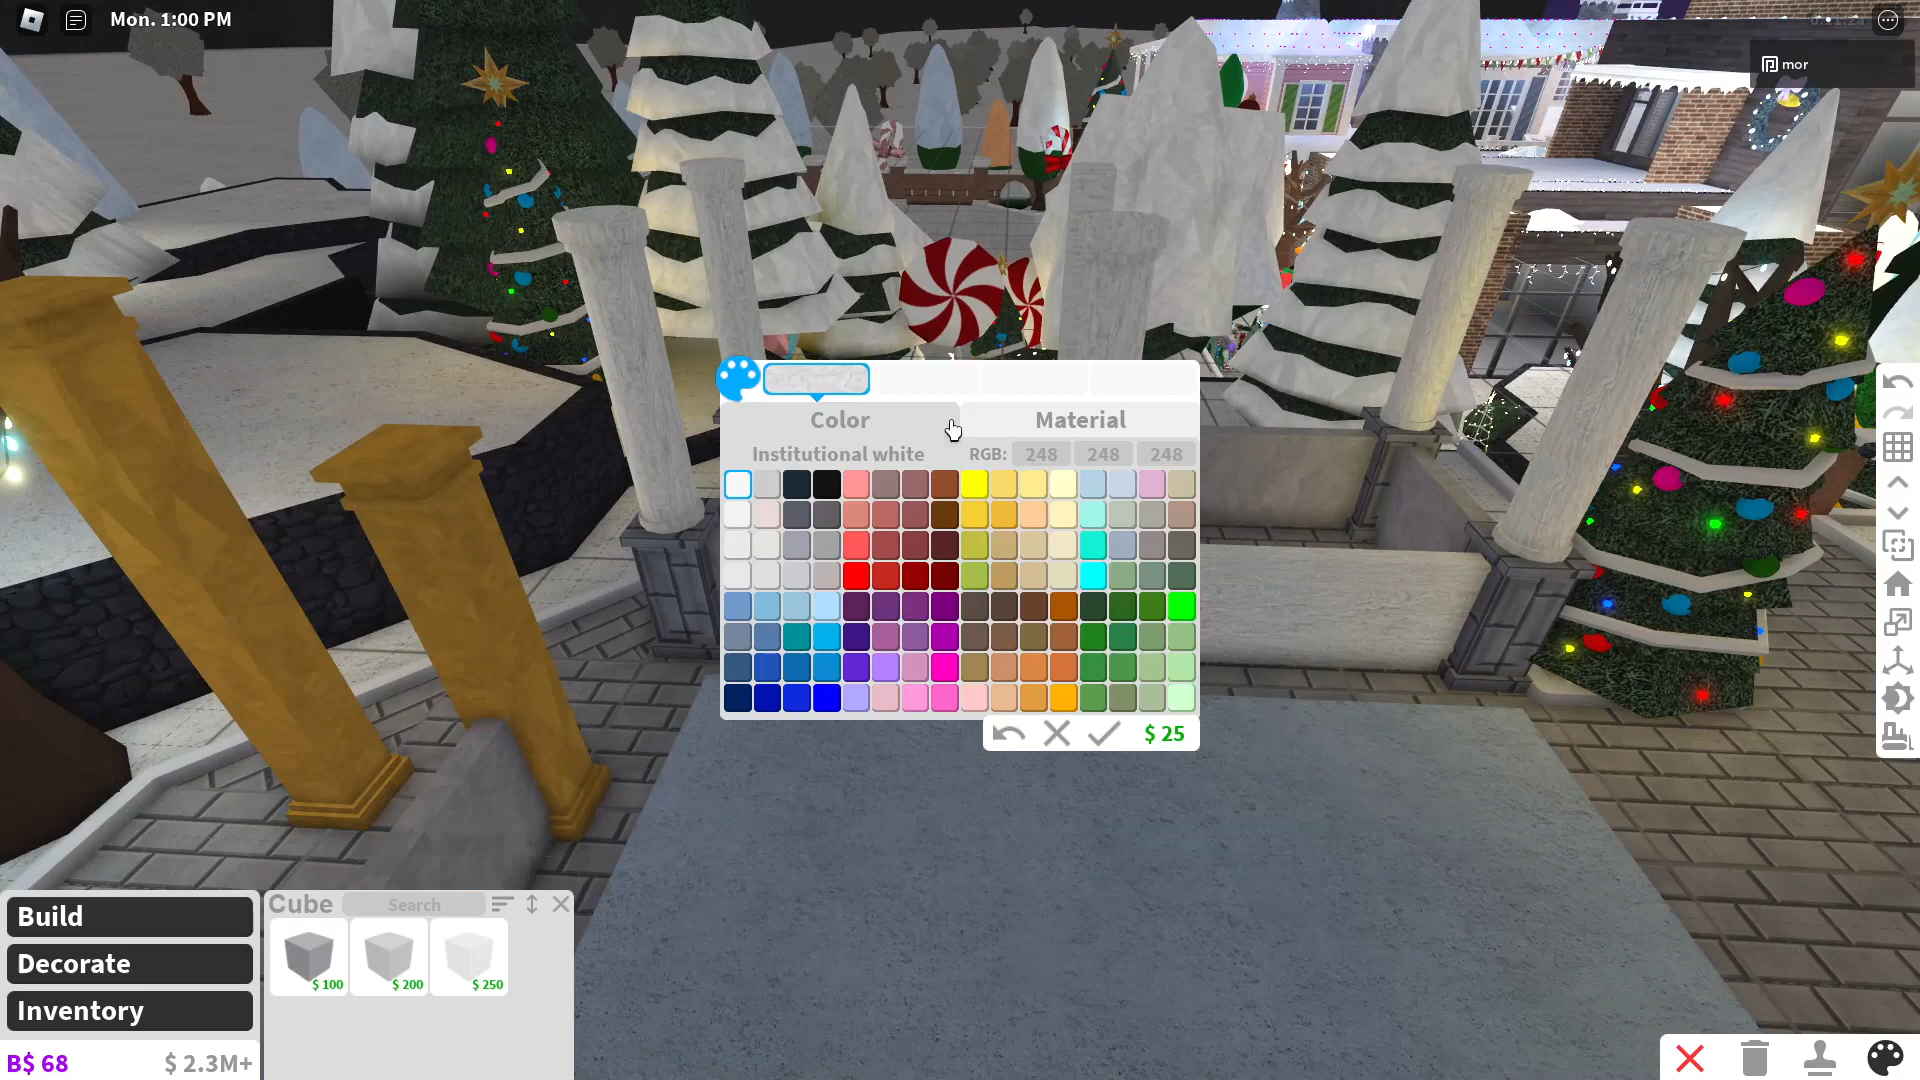 Mon. 1:00 PM
mor
Color
Material
Institutional white
RGB: 248 248 248
$ 25
Build
Decorate
Inventory
B$ 68
$ 2.3M+
Cube
Search
$ 100
$ 200
$ 250